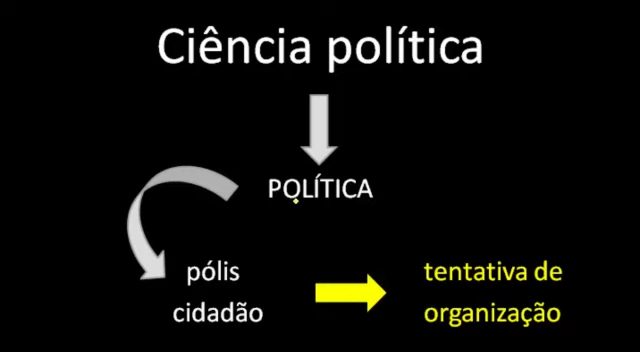 Ciência política
POLÍTICA
pólis
cidadão
tentativa de
organização